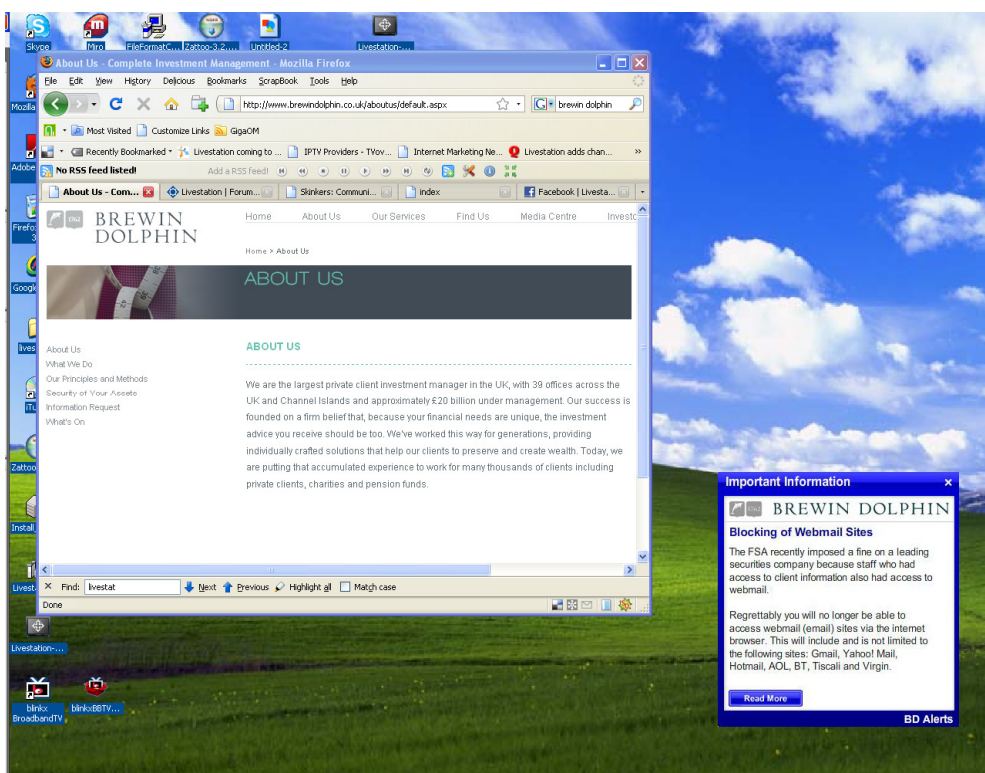 Skype
Miro
FileFormatC...
Zattoo-3.2....
Untitled-2
Livestation-...
About Us - Complete Investment Management - Mozilla Firefox
File Edit View History Delicious Bookmarks ScrapBook Tools Help
http://www.brewindolphin.co.uk/aboutus/default.aspx
brewin dolphin
Most Visited Customize Links GigaOM
Recently Bookmarked Livestation coming to ... IPTV Providers - TVov... Internet Marketing Ne... Livestation adds chan... »
No RSS feed listed! Add a RSS feed!
About Us - Com... Livestation | Forum... Skinkers: Communi... index Facebook | Livesta...
1762 BREWIN
DOLPHIN
Home About Us Our Services Find Us Media Centre Investo
Home > About Us
ABOUT US
About Us
What We Do
Our Principles and Methods
Security of Your Assets
Information Request
What's On
ABOUT US
We are the largest private client investment manager in the UK, with 39 offices across the
UK and Channel Islands and approximately £20 billion under management. Our success is
founded on a firm belief that, because your financial needs are unique, the investment
advice you receive should be too. We've worked this way for generations, providing
individually crafted solutions that help our clients to preserve and create wealth. Today, we
are putting that accumulated experience to work for many thousands of clients including
private clients, charities and pension funds.
Find: livestat Next Previous Highlight all Match case
Done
Mozilla
Adobe
Firefo
3
Googl
lives
iTu
Zattoo
Install
Livest
Livestation-...
blinkx
BroadbandTV
blinkxBBTV...
Important Information ×
1762 BREWIN DOLPHIN
Blocking of Webmail Sites
The FSA recently imposed a fine on a leading
securities company because staff who had
access to client information also had access to
webmail.
Regrettably you will no longer be able to
access webmail (email) sites via the internet
browser. This will include and is not limited to
the following sites: Gmail, Yahoo! Mail,
Hotmail, AOL, BT, Tiscali and Virgin.
Read More
BD Alerts